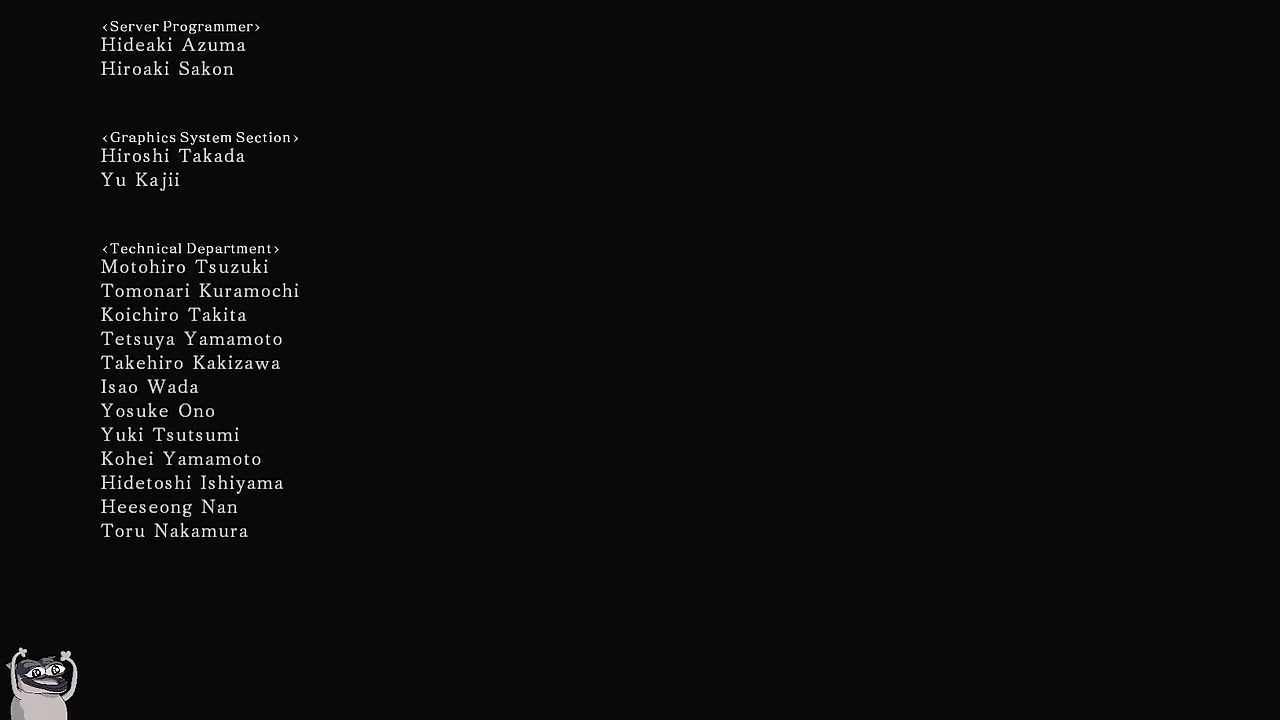 ‹Server Programmer›
Hideaki Azuma
Hiroaki Sakon
‹Graphics System Section›
Hiroshi Takada
Yu Kajii
‹Technical Department›
Motohiro Tsuzuki
Tomonari Kuramochi
Koichiro Takita
Tetsuya Yamamoto
Takehiro Kakizawa
Isao Wada
Yosuke Ono
Yuki Tsutsumi
Kohei Yamamoto
Hidetoshi Ishiyama
Heeseong Nan
Toru Nakamura